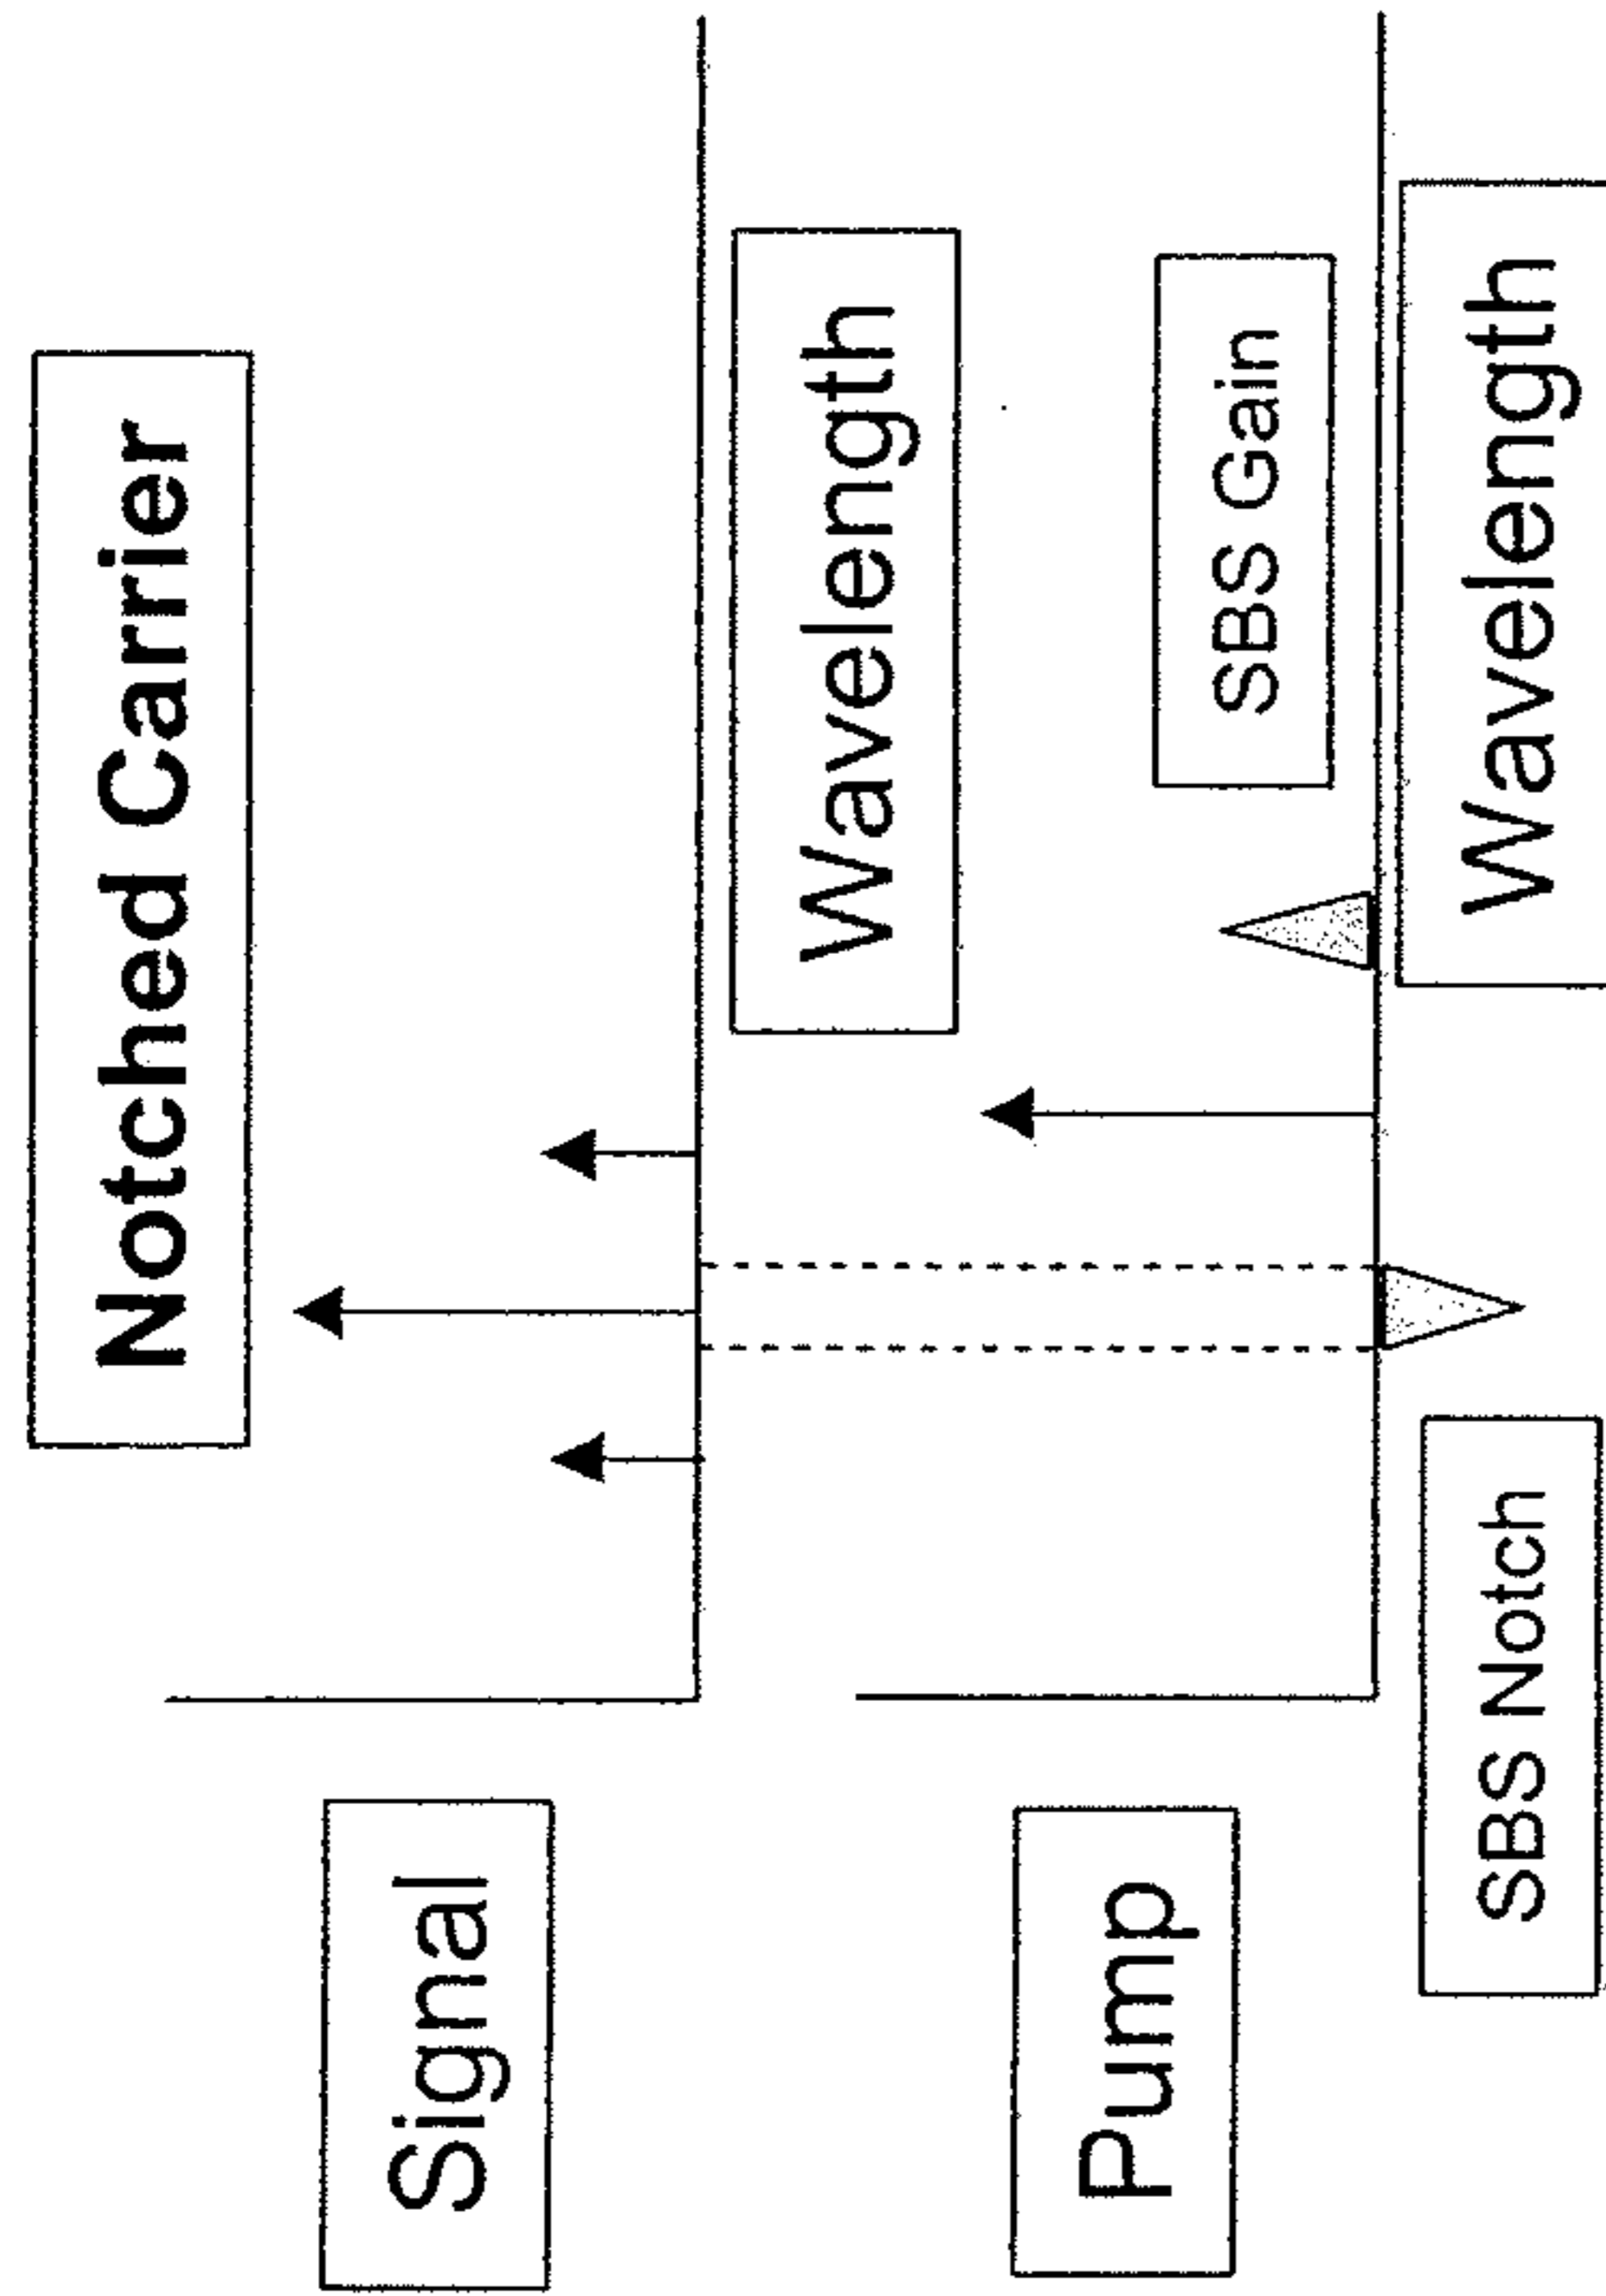 Notched Carrier
Signal
Wavelength
Pump
SBS Gain
SBS Notch
Wavelength